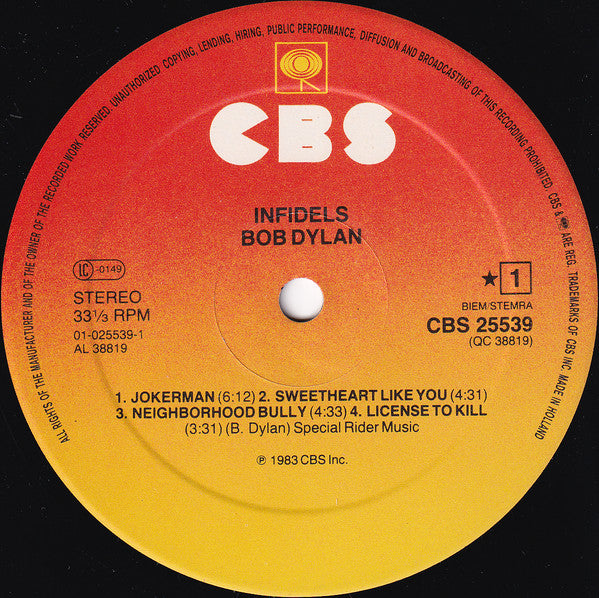 ALL RIGHTS OF THE MANUFACTURER AND OF THE OWNER OF THE RECORDED WORK RESERVED. UNAUTHORIZED COPYING, LENDING, HIRING, PUBLIC PERFORMANCE, DIFFUSION AND BROADCASTING OF THIS RECORDING PROHIBITED. CBS & ARE REG. TRADEMARKS OF CBS INC. MADE IN HOLLAND
CBS
INFIDELS
BOB DYLAN
LC -0149
STEREO
33 1/3 RPM
01-025539-1
AL 38819
★ 1
BIEM/STEMRA
CBS 25539
(QC 38819)
1. JOKERMAN (6:12) 2. SWEETHEART LIKE YOU (4:31)
3. NEIGHBORHOOD BULLY (4:33) 4. LICENSE TO KILL
(3:31) (B. Dylan) Special Rider Music
℗ 1983 CBS Inc.